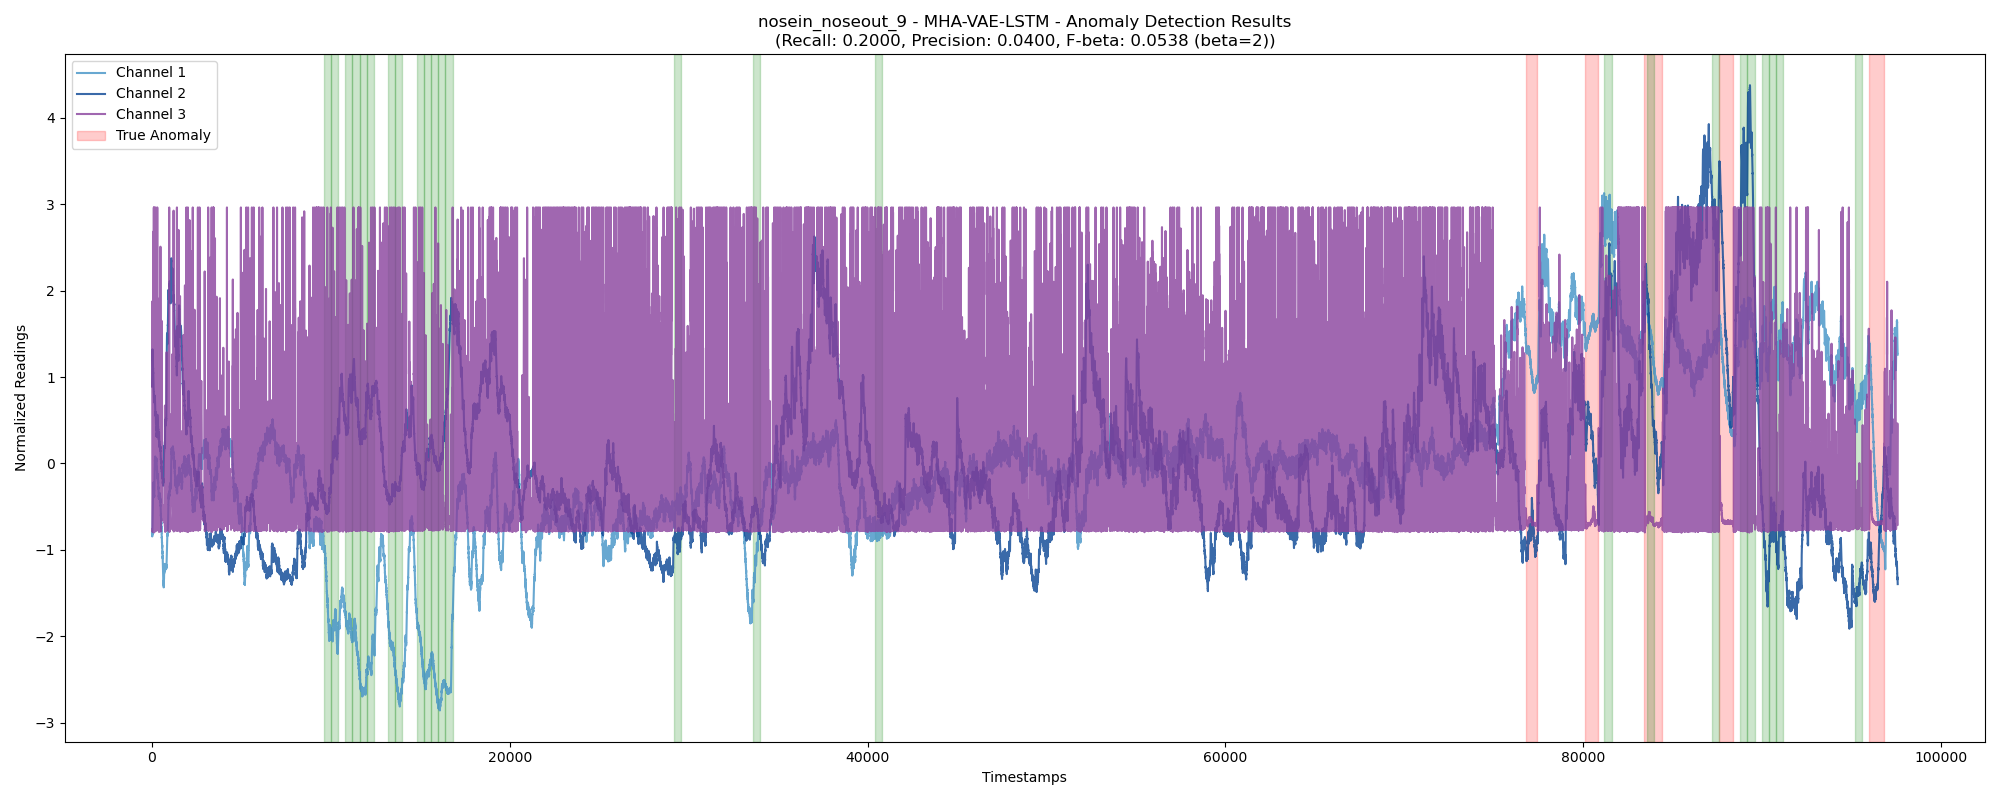 nosein_noseout_9 - MHA-VAE-LSTM - Anomaly Detection Results
(Recall: 0.2000, Precision: 0.0400, F-beta: 0.0538 (beta=2))
Channel 1
Channel 2
Channel 3
True Anomaly
Normalized Readings
4
3
2
1
0
−1
−2
−3
0
20000
40000
60000
80000
100000
Timestamps